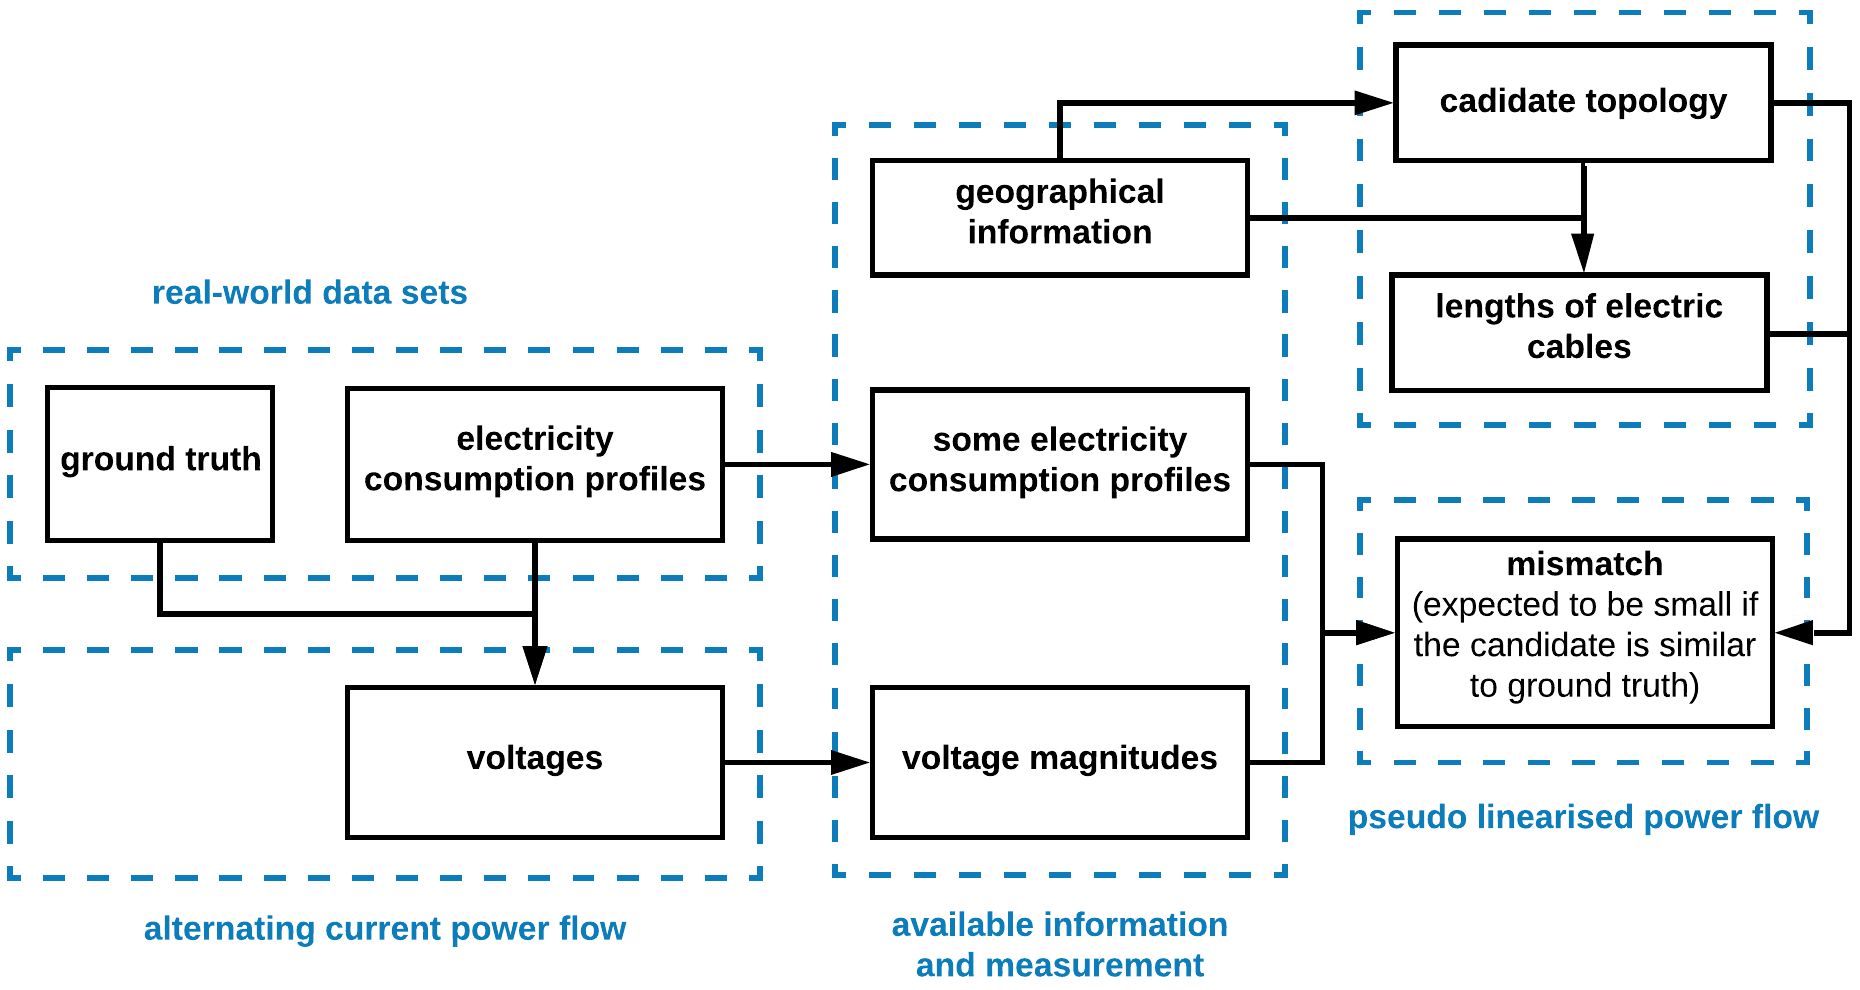 real-world data sets
ground truth
electricity
consumption profiles
voltages
alternating current power flow
geographical
information
some electricity
consumption profiles
voltage magnitudes
available information
and measurement
cadidate topology
lengths of electric
cables
mismatch
(expected to be small if
the candidate is similar
to ground truth)
pseudo linearised power flow